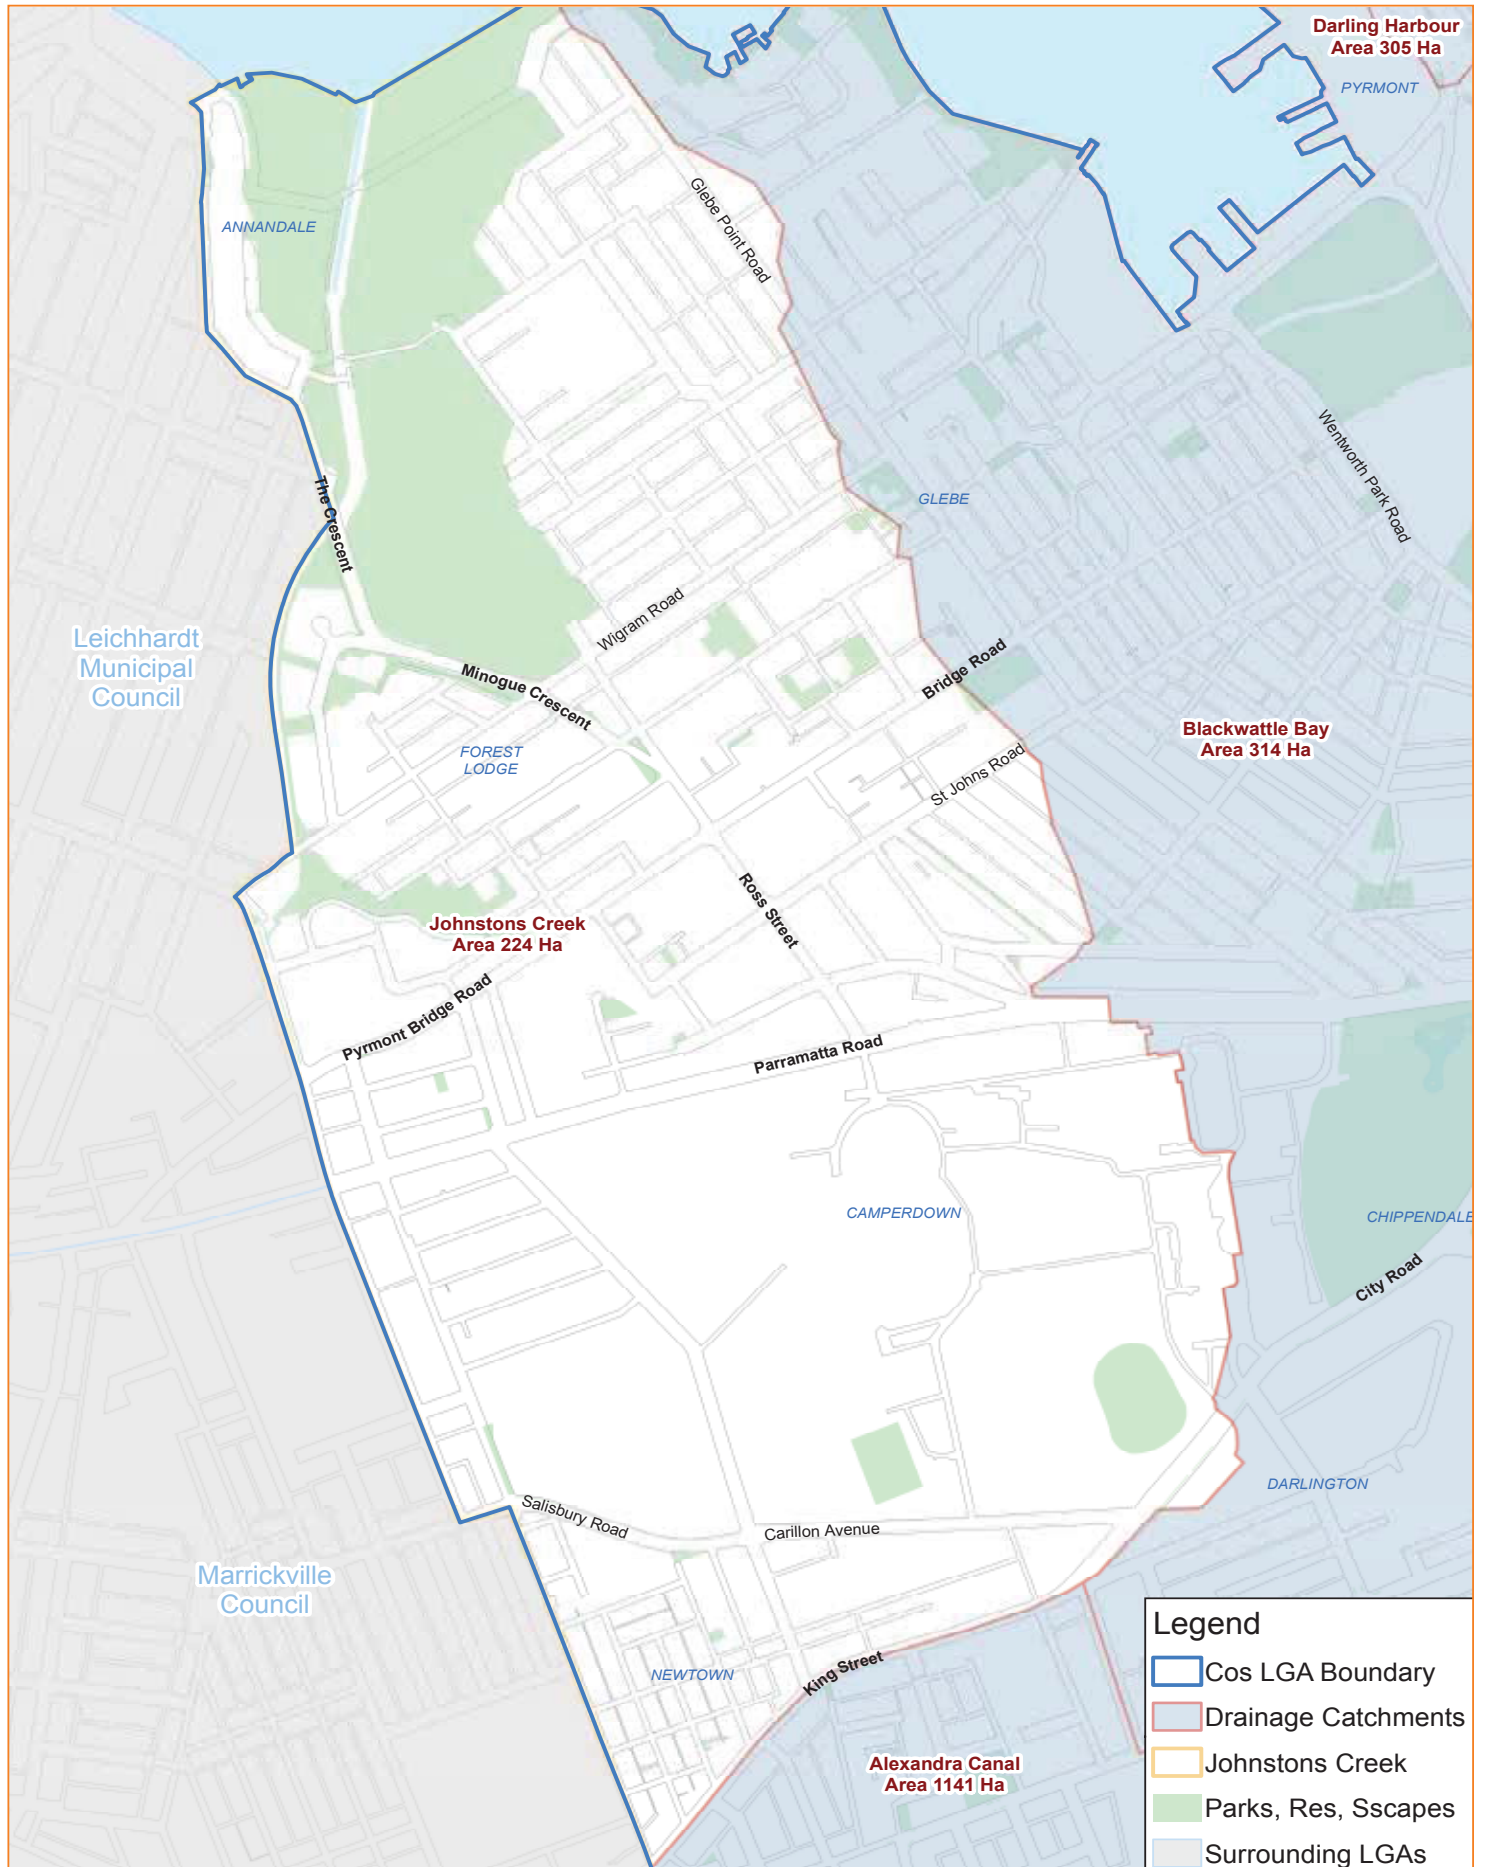 Darling Harbour
Area 305 Ha
PYRMONT
ANNANDALE
Glebe Point Road
Wentworth Park Road
The Crescent
GLEBE
Leichhardt
Municipal
Council
Wigram Road
Minogue Crescent
Bridge Road
FOREST
LODGE
Blackwattle Bay
Area 314 Ha
St Johns Road
Ross Street
Johnstons Creek
Area 224 Ha
Pyrmont Bridge Road
Parramatta Road
CAMPERDOWN
CHIPPENDALE
City Road
DARLINGTON
Salisbury Road
Carillon Avenue
Marrickville
Council
NEWTOWN
King Street
Alexandra Canal
Area 1141 Ha
Legend
Cos LGA Boundary
Drainage Catchments
Johnstons Creek
Parks, Res, Sscapes
Surrounding LGAs